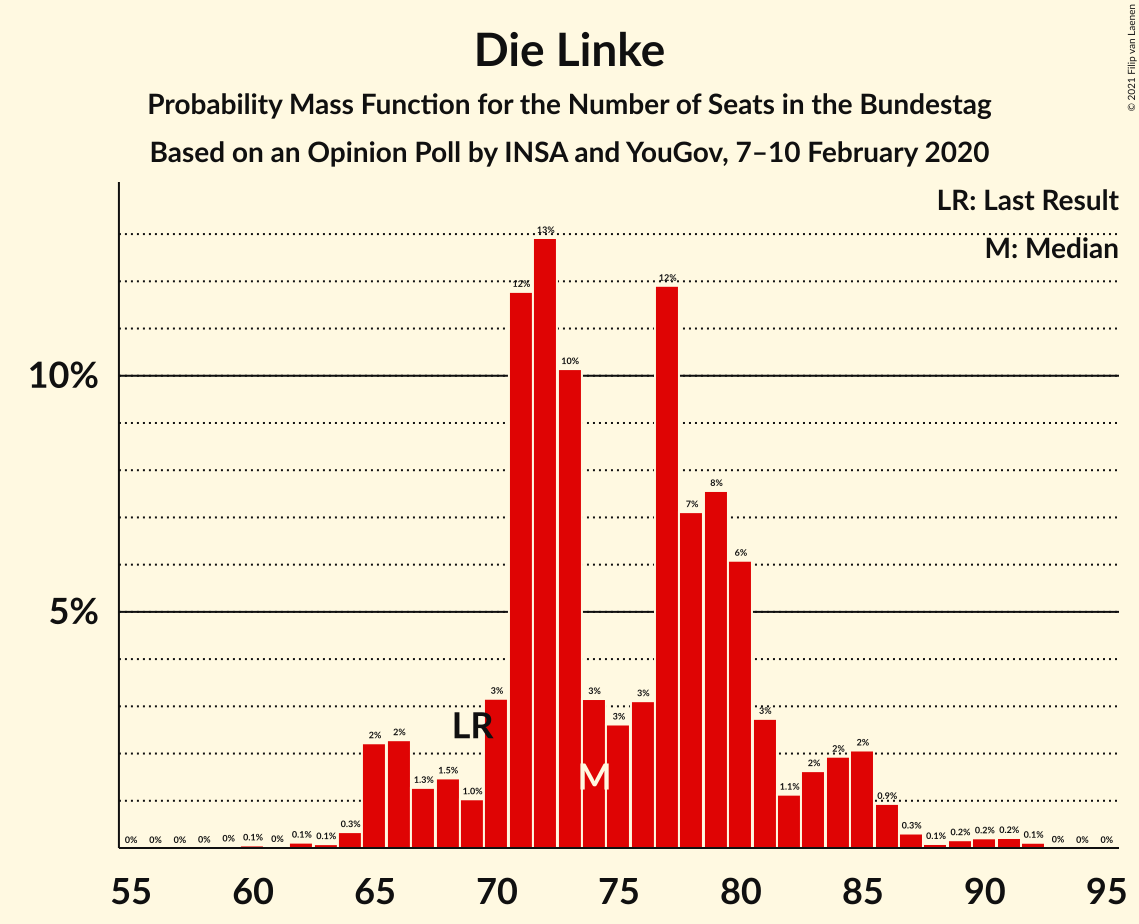 Die Linke
© 2021 Filip van Laenen
Probability Mass Function for the Number of Seats in the Bundestag
Based on an Opinion Poll by INSA and YouGov, 7–10 February 2020
LR: Last Result
M: Median
10%
5%
0% 0% 0% 0% 0% 0.1% 0% 0.1% 0.1% 0.3% 2% 2% 1.3% 1.5% 1.0% 3% 12% 13% 10% 3% 3% 3% 12% 7% 8% 6% 3% 1.1% 2% 2% 2% 0.9% 0.3% 0.1% 0.2% 0.2% 0.2% 0.1% 0% 0% 0%
LR
M
55 60 65 70 75 80 85 90 95